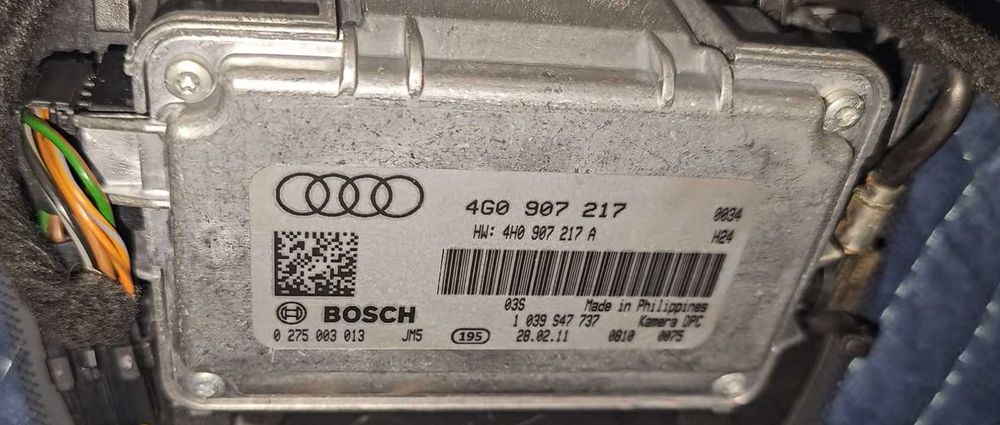 4G0 907 217 0034
HW: 4H0 907 217 A H24
03S Made in Philippines
BOSCH 1 039 S47 737 Kamera DPC
0 275 003 013 JM5 195 28.02.11 0810 0075